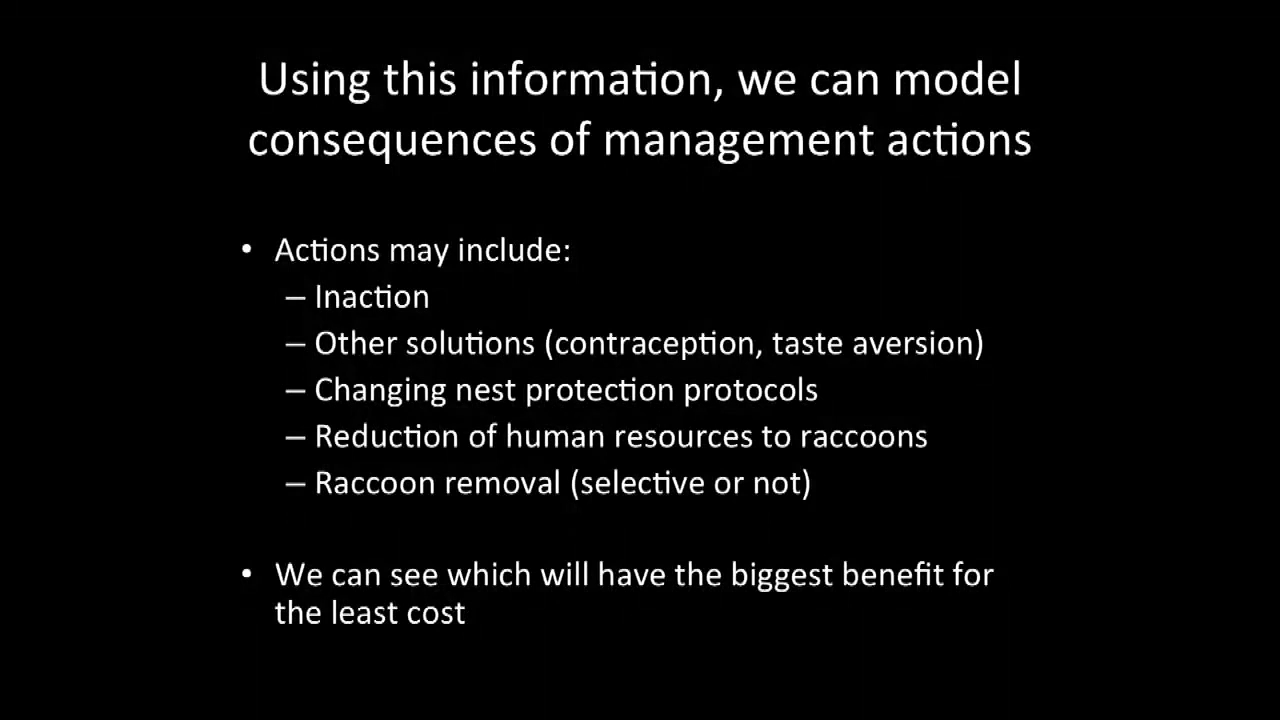 Using this information, we can model
consequences of management actions
• Actions may include:
– Inaction
– Other solutions (contraception, taste aversion)
– Changing nest protection protocols
– Reduction of human resources to raccoons
– Raccoon removal (selective or not)
• We can see which will have the biggest benefit for
the least cost